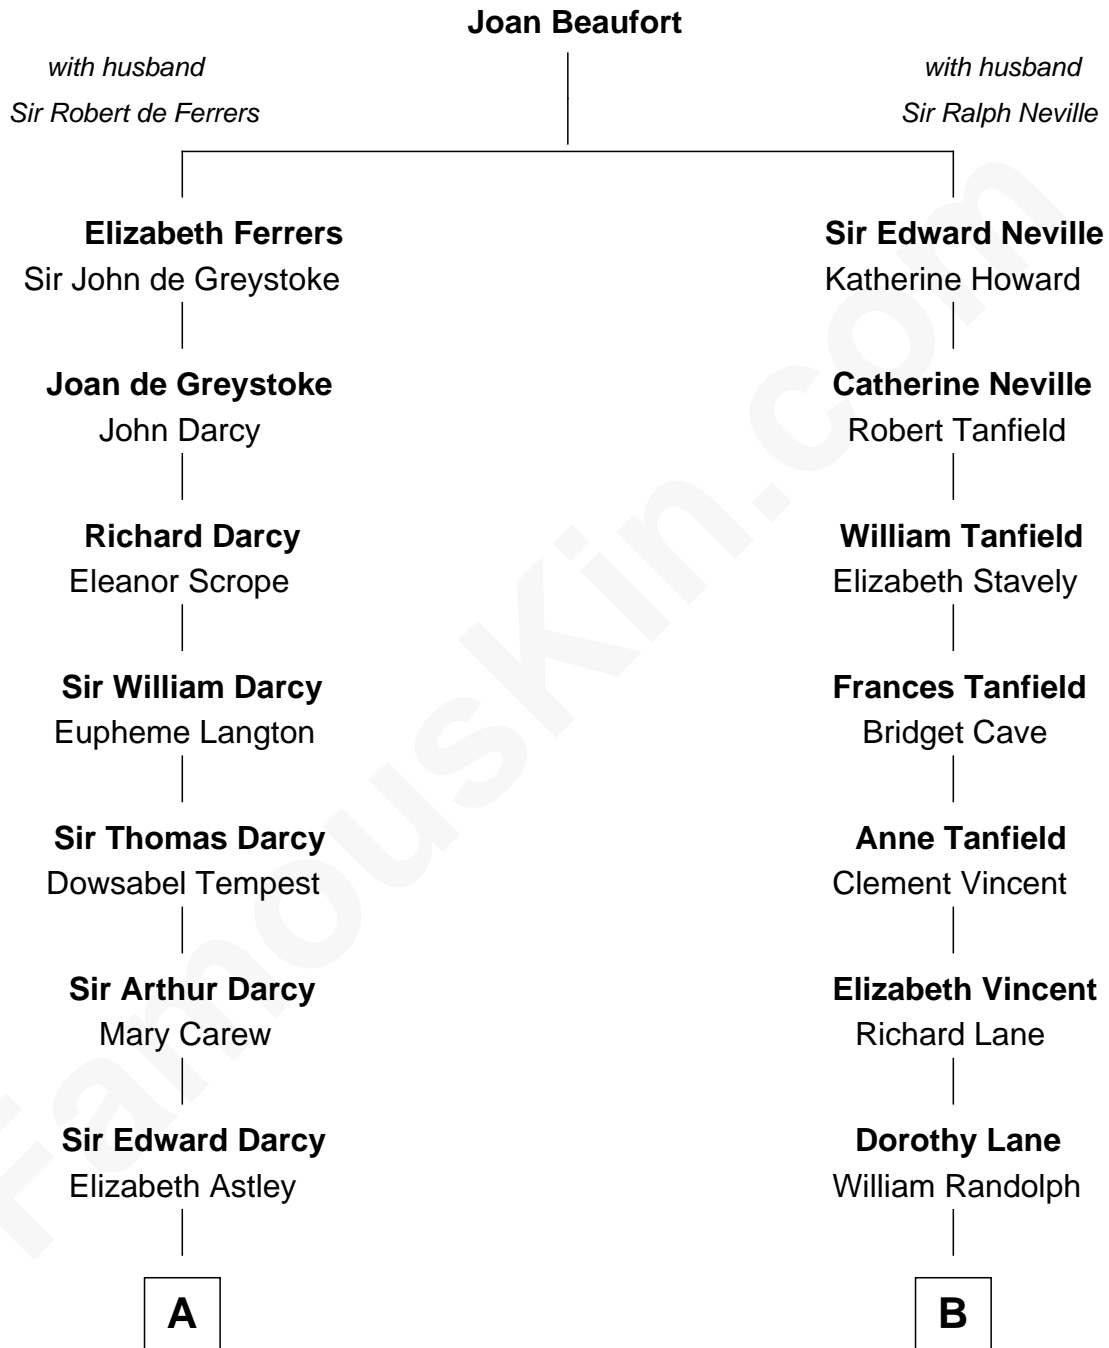 Joan Beaufort
with husband
Sir Robert de Ferrers
with husband
Sir Ralph Neville
Elizabeth Ferrers
Sir John de Greystoke
Sir Edward Neville
Katherine Howard
Joan de Greystoke
John Darcy
Catherine Neville
Robert Tanfield
Richard Darcy
Eleanor Scrope
William Tanfield
Elizabeth Stavely
Sir William Darcy
Eupheme Langton
Frances Tanfield
Bridget Cave
Sir Thomas Darcy
Dowsabel Tempest
Anne Tanfield
Clement Vincent
Sir Arthur Darcy
Mary Carew
Elizabeth Vincent
Richard Lane
Sir Edward Darcy
Elizabeth Astley
Dorothy Lane
William Randolph
A
B
FamousKin.com